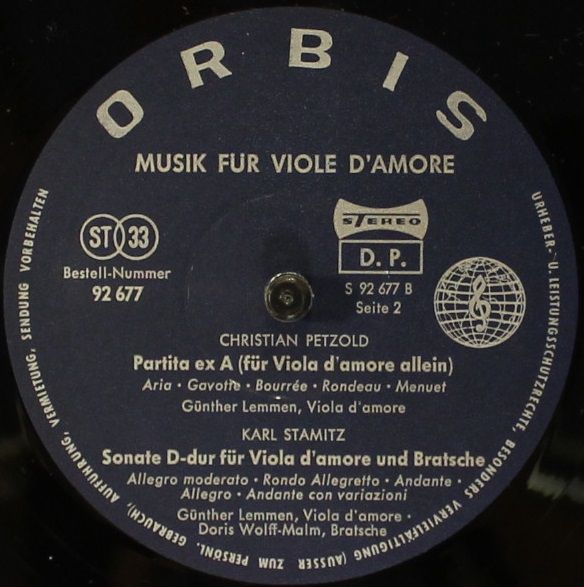 ORBIS
MUSIK FÜR VIOLE D'AMORE
ST 33
Bestell-Nummer
92 677
STEREO
D. P.
S 92 677 B
Seite 2
CHRISTIAN PETZOLD
Partita ex A (für Viola d'amore allein)
Aria · Gavotte · Bourrée · Rondeau · Menuet
Günther Lemmen, Viola d'amore
KARL STAMITZ
Sonate D-dur für Viola d'amore und Bratsche
Allegro moderato · Rondo Allegretto · Andante ·
Allegro · Andante con variazioni
Günther Lemmen, Viola d'amore ·
Doris Wolff-Malm, Bratsche
URHEBER- U. LEISTUNGSSCHUTZRECHTE, BESONDERS VERVIELFÄLTIGUNG (AUSSER ZUM PERSÖNL. GEBRAUCH), AUFFÜHRUNG, VERMIETUNG, SENDUNG VORBEHALTEN